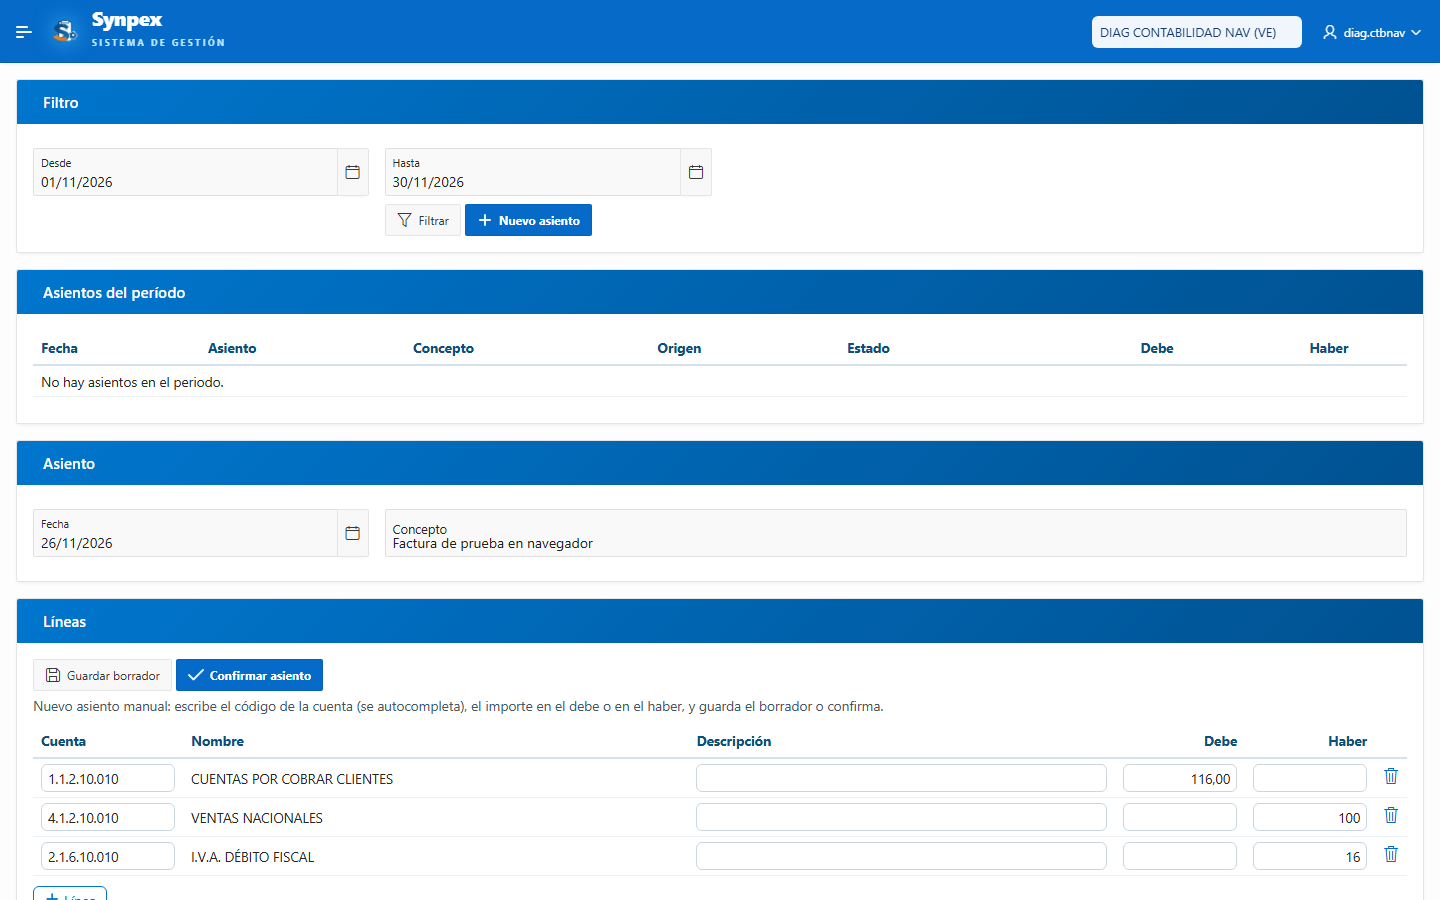 Synpex
SISTEMA DE GESTIÓN
DIAG CONTABILIDAD NAV (VE)
diag.ctbnav
Filtro
Desde
01/11/2026
Hasta
30/11/2026
Filtrar
Nuevo asiento
Asientos del período
Fecha Asiento Concepto Origen Estado Debe Haber
No hay asientos en el periodo.
Asiento
Fecha
26/11/2026
Concepto
Factura de prueba en navegador
Líneas
Guardar borrador
Confirmar asiento
Nuevo asiento manual: escribe el código de la cuenta (se autocompleta), el importe en el debe o en el haber, y guarda el borrador o confirma.
Cuenta Nombre Descripción Debe Haber
1.1.2.10.010 CUENTAS POR COBRAR CLIENTES 116,00
4.1.2.10.010 VENTAS NACIONALES 100
2.1.6.10.010 I.V.A. DÉBITO FISCAL 16